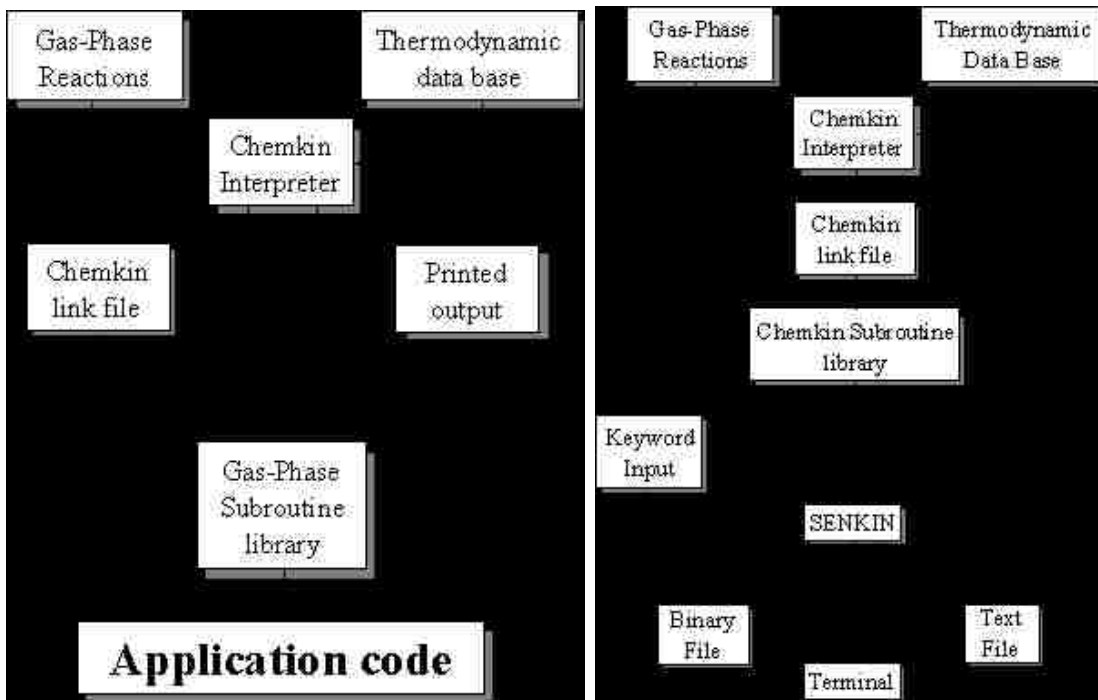 Gas-Phase
Reactions
Thermodynamic
data base
Chemkin
Interpreter
Chemkin
link file
Printed
output
Gas-Phase
Subroutine
library
Application code
Gas-Phase
Reactions
Thermodynamic
Data Base
Chemkin
Interpreter
Chemkin
link file
Chemkin Subroutine
library
Keyword
Input
SENKIN
Binary
File
Text
File
Terminal